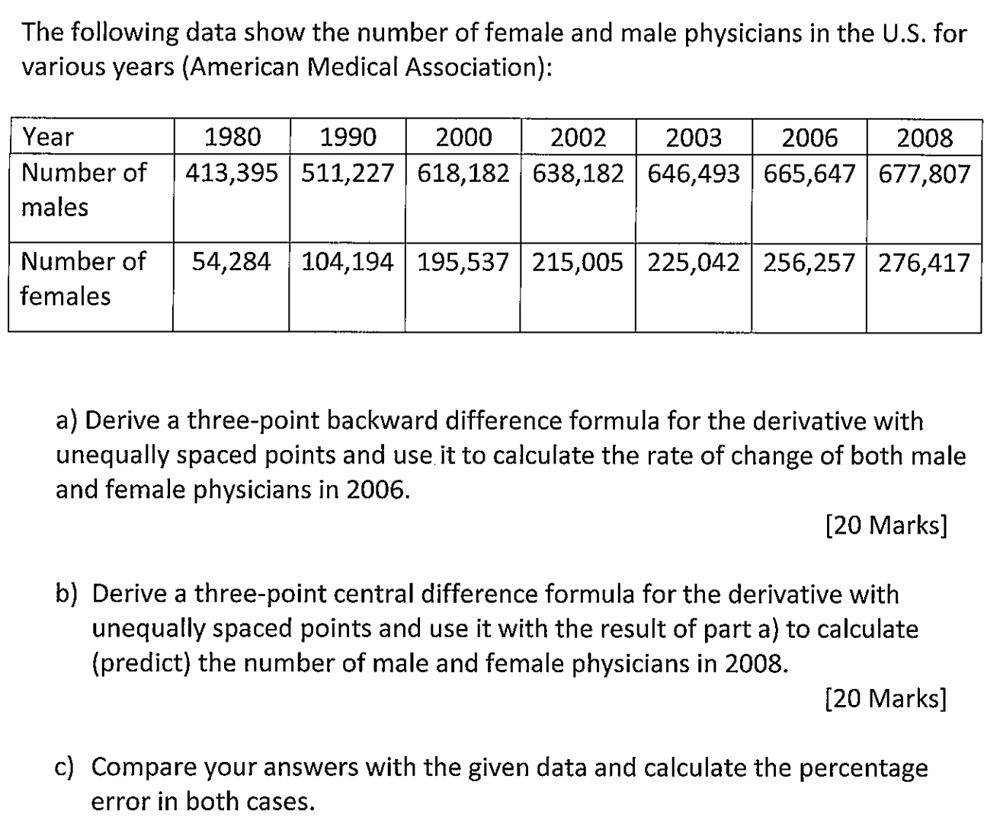 The following data show the number of female and male physicians in the U.S. for
various years (American Medical Association):
Year 1980 1990 2000 2002 2003 2006 2008
Number of males 413,395 511,227 618,182 638,182 646,493 665,647 677,807
Number of females 54,284 104,194 195,537 215,005 225,042 256,257 276,417
a) Derive a three-point backward difference formula for the derivative with
unequally spaced points and use it to calculate the rate of change of both male
and female physicians in 2006.
[20 Marks]
b) Derive a three-point central difference formula for the derivative with
unequally spaced points and use it with the result of part a) to calculate
(predict) the number of male and female physicians in 2008.
[20 Marks]
c) Compare your answers with the given data and calculate the percentage
error in both cases.